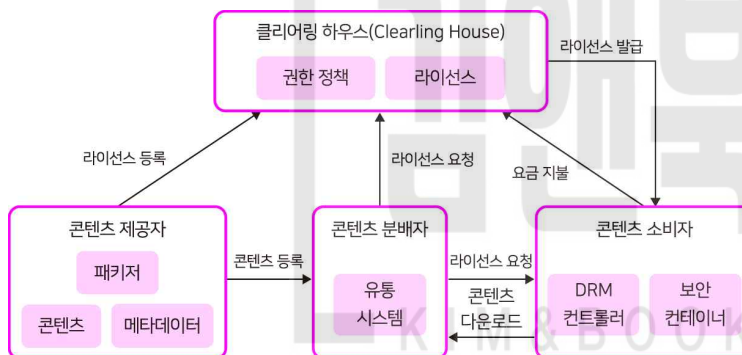 클리어링 하우스(Clearling House)
권한 정책
라이선스
라이선스 발급
라이선스 등록
라이선스 요청
요금 지불
콘텐츠 제공자
패키저
콘텐츠
메타데이터
콘텐츠 등록
콘텐츠 분배자
유통
시스템
라이선스 요청
콘텐츠
다운로드
콘텐츠 소비자
DRM
컨트롤러
보안
컨테이너
김앤북
KIM&BOOK